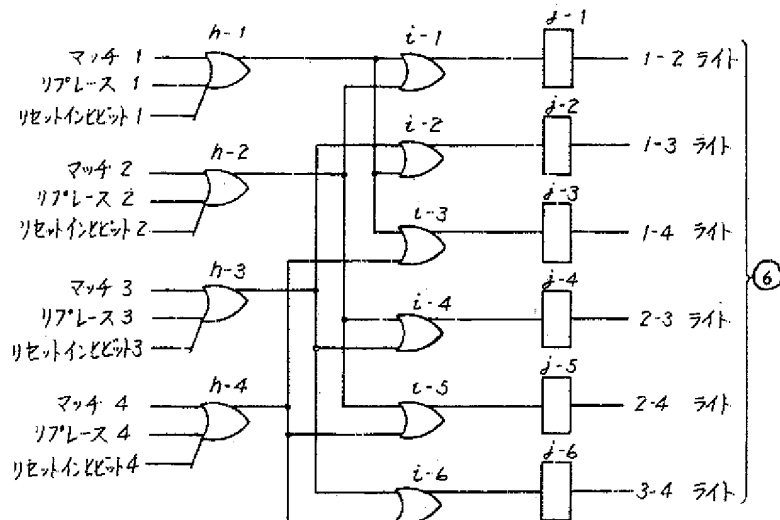 h-1
マッチ 1
リプレース 1
リセットインヒビット 1
h-2
マッチ 2
リプレース 2
リセットインヒビット 2
h-3
マッチ 3
リプレース 3
リセットインヒビット3
h-4
マッチ 4
リプレース 4
リセットインヒビット4
i-1
i-2
i-3
i-4
i-5
i-6
j-1
j-2
j-3
j-4
j-5
j-6
1-2 ライト
1-3 ライト
1-4 ライト
2-3 ライト
2-4 ライト
3-4 ライト
6